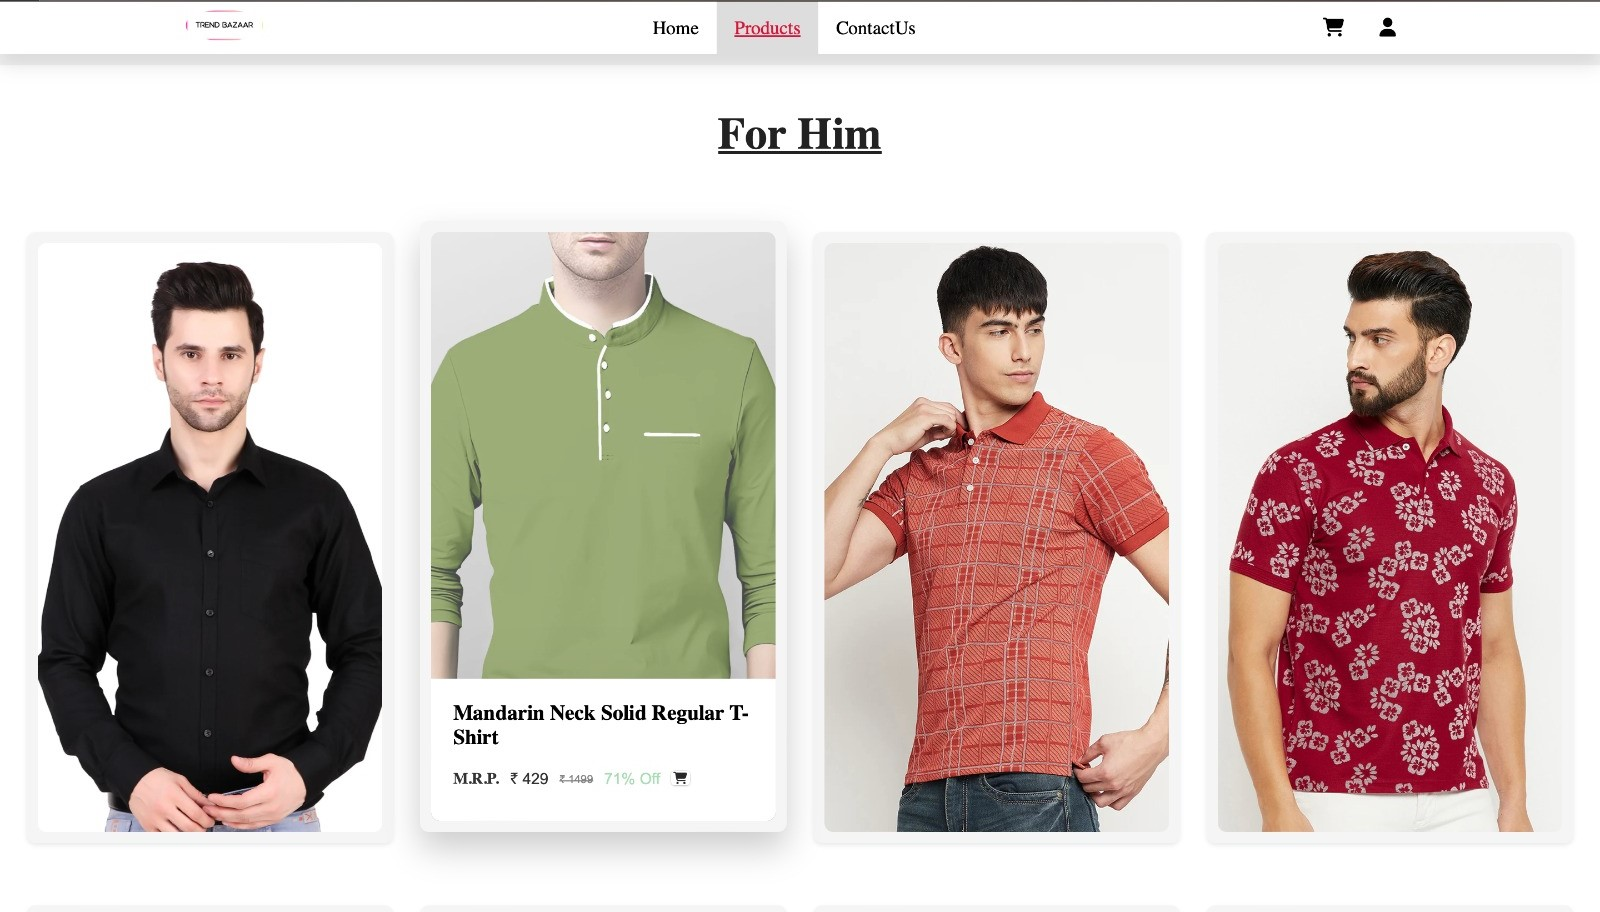 TREND BAZAAR
Home Products ContactUs
For Him
Mandarin Neck Solid Regular T-
Shirt
M.R.P. ₹ 429 ₹ 1499 71% Off